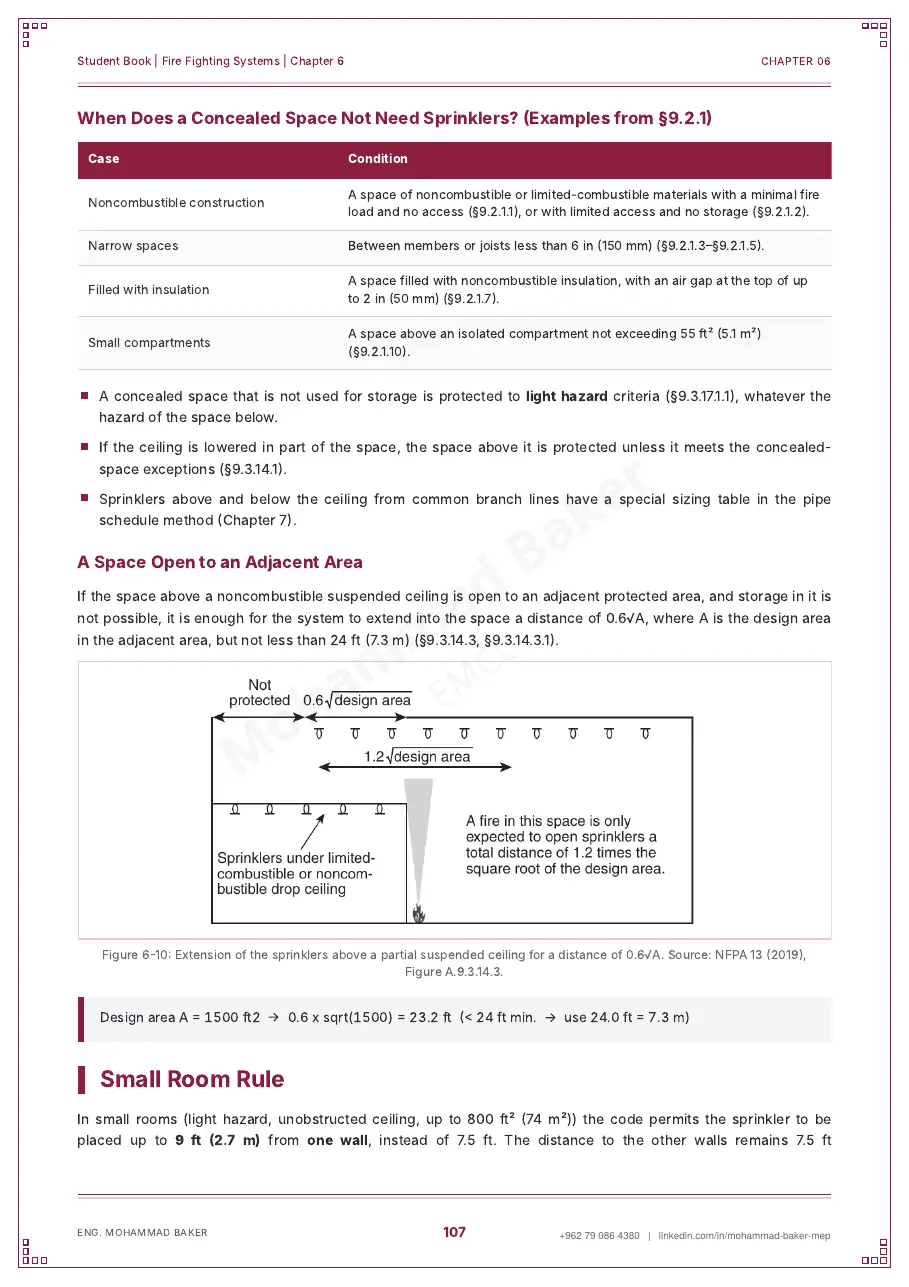 Student Book | Fire Fighting Systems | Chapter 6
CHAPTER 06
When Does a Concealed Space Not Need Sprinklers? (Examples from §9.2.1)
Case Condition
Noncombustible construction
A space of noncombustible or limited-combustible materials with a minimal fire
load and no access (§9.2.1.1), or with limited access and no storage (§9.2.1.2).
Narrow spaces
Between members or joists less than 6 in (150 mm) (§9.2.1.3–§9.2.1.5).
Filled with insulation
A space filled with noncombustible insulation, with an air gap at the top of up
to 2 in (50 mm) (§9.2.1.7).
Small compartments
A space above an isolated compartment not exceeding 55 ft² (5.1 m²)
(§9.2.1.10).
A concealed space that is not used for storage is protected to light hazard criteria (§9.3.17.1.1), whatever the
hazard of the space below.
If the ceiling is lowered in part of the space, the space above it is protected unless it meets the concealed-
space exceptions (§9.3.14.1).
Sprinklers above and below the ceiling from common branch lines have a special sizing table in the pipe
schedule method (Chapter 7).
A Space Open to an Adjacent Area
If the space above a noncombustible suspended ceiling is open to an adjacent protected area, and storage in it is
not possible, it is enough for the system to extend into the space a distance of 0.6√A, where A is the design area
in the adjacent area, but not less than 24 ft (7.3 m) (§9.3.14.3, §9.3.14.3.1).
Not
protected
0.6√design area
1.2√design area
A fire in this space is only
expected to open sprinklers a
total distance of 1.2 times the
square root of the design area.
Sprinklers under limited-
combustible or noncom-
bustible drop ceiling
Figure 6-10: Extension of the sprinklers above a partial suspended ceiling for a distance of 0.6√A. Source: NFPA 13 (2019),
Figure A.9.3.14.3.
Design area A = 1500 ft2 → 0.6 x sqrt(1500) = 23.2 ft (< 24 ft min. → use 24.0 ft = 7.3 m)
Small Room Rule
In small rooms (light hazard, unobstructed ceiling, up to 800 ft² (74 m²)) the code permits the sprinkler to be
placed up to 9 ft (2.7 m) from one wall, instead of 7.5 ft. The distance to the other walls remains 7.5 ft
ENG. MOHAMMAD BAKER
107
+962 79 086 4380 | linkedin.com/in/mohammad-baker-mep
Mohammad Baker